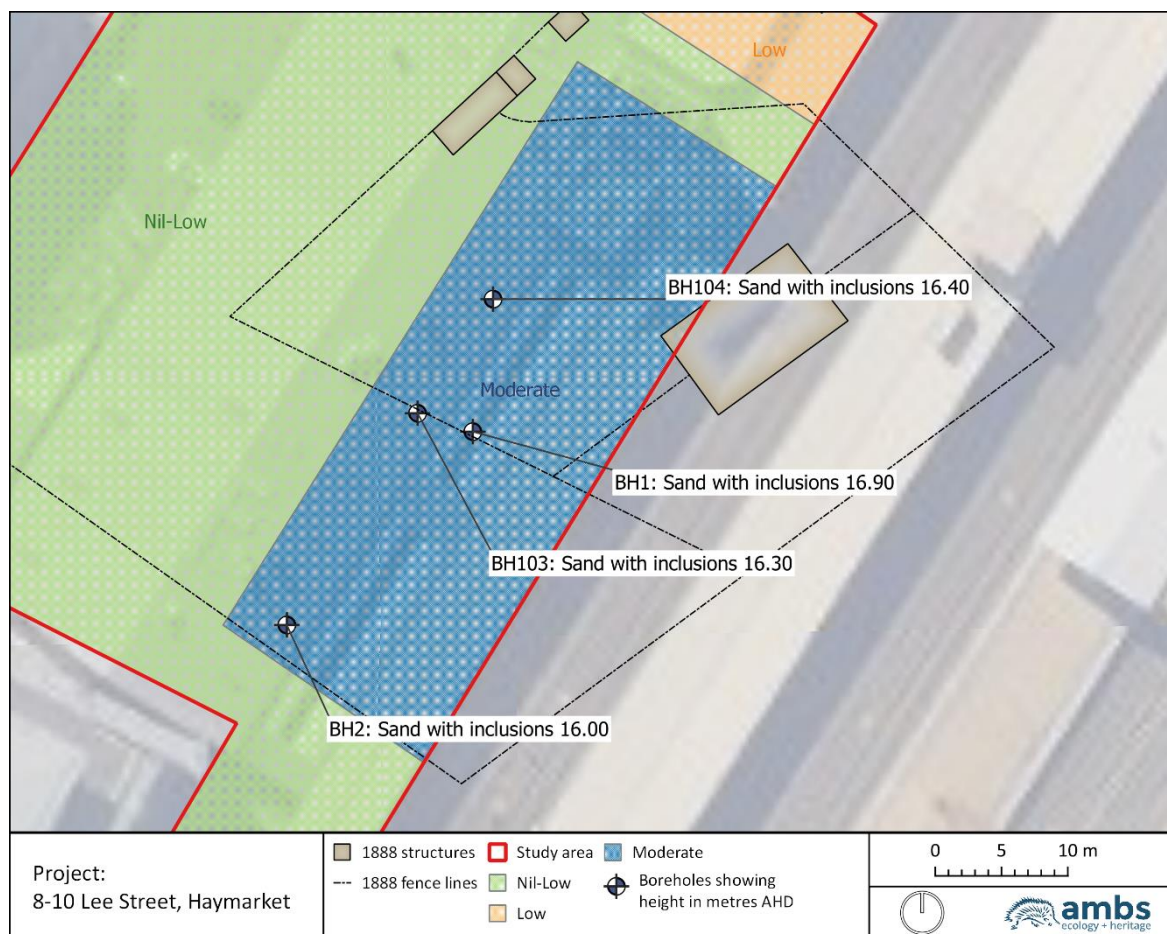 Low
Nil-Low
BH104: Sand with inclusions 16.40
Moderate
BH1: Sand with inclusions 16.90
BH103: Sand with inclusions 16.30
BH2: Sand with inclusions 16.00
Project:
8-10 Lee Street, Haymarket
1888 structures
1888 fence lines
Study area
Nil-Low
Low
Moderate
Boreholes showing
height in metres AHD
0 5 10 m
ambs
ecology + heritage